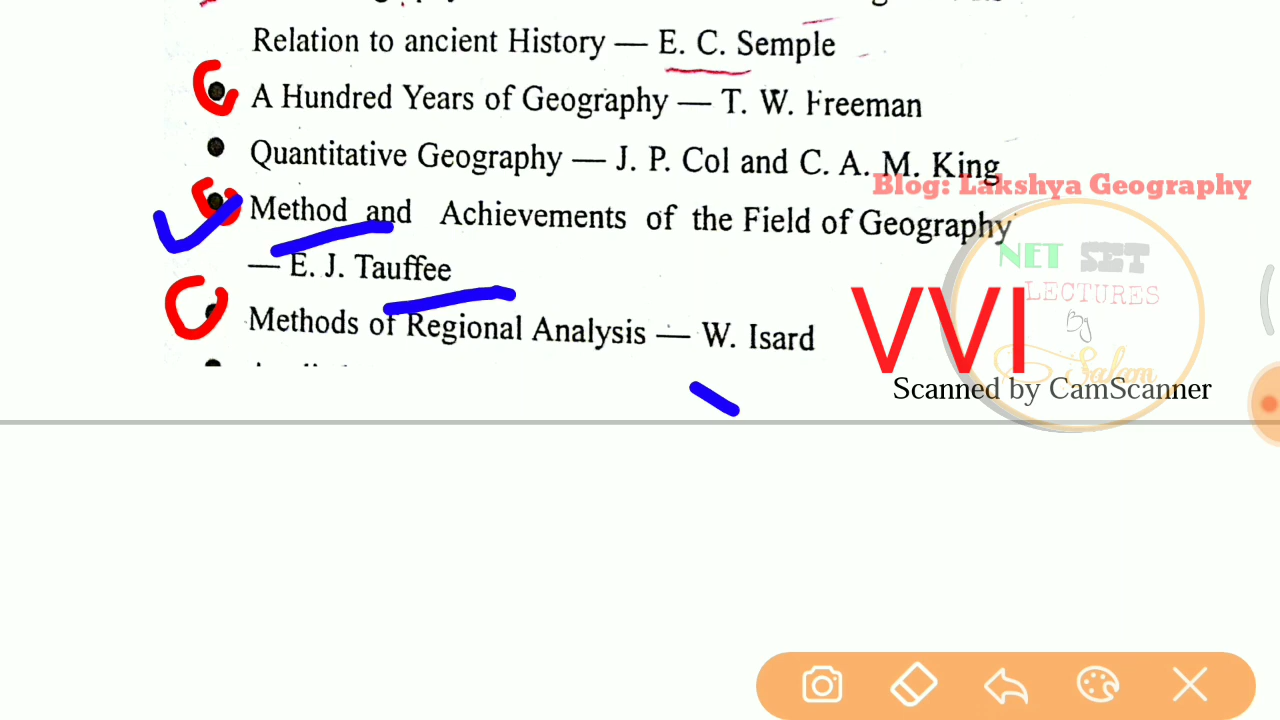 Relation to ancient History — E. C. Semple
A Hundred Years of Geography — T. W. Freeman
Quantitative Geography — J. P. Col and C. A. M. King
Blog: Lakshya Geography
Method and Achievements of the Field of Geography
— E. J. Tauffee
NET SET
LECTURES
By
Salam
Methods of Regional Analysis — W. Isard
VVI
Scanned by CamScanner